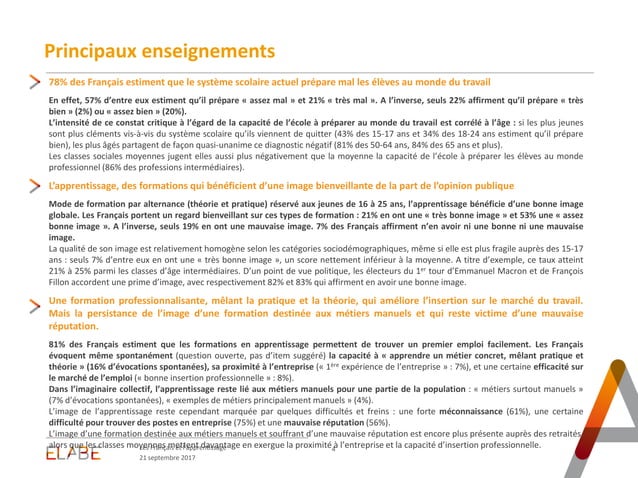 Principaux enseignements
78% des Français estiment que le système scolaire actuel prépare mal les élèves au monde du travail
En effet, 57% d’entre eux estiment qu’il prépare « assez mal » et 21% « très mal ». A l’inverse, seuls 22% affirment qu’il prépare « très
bien » (2%) ou « assez bien » (20%).
L’intensité de ce constat critique à l’égard de la capacité de l’école à préparer au monde du travail est corrélé à l’âge : si les plus jeunes
sont plus cléments vis-à-vis du système scolaire qu’ils viennent de quitter (43% des 15-17 ans et 34% des 18-24 ans estiment qu’il prépare
bien), les plus âgés partagent de façon quasi-unanime ce diagnostic négatif (81% des 50-64 ans, 84% des 65 ans et plus).
Les classes sociales moyennes jugent elles aussi plus négativement que la moyenne la capacité de l’école à préparer les élèves au monde
professionnel (86% des professions intermédiaires).
L’apprentissage, des formations qui bénéficient d’une image bienveillante de la part de l’opinion publique
Mode de formation par alternance (théorie et pratique) réservé aux jeunes de 16 à 25 ans, l’apprentissage bénéficie d’une bonne image
globale. Les Français portent un regard bienveillant sur ces types de formation : 21% en ont une « très bonne image » et 53% une « assez
bonne image ». A l’inverse, seuls 19% en ont une mauvaise image. 7% des Français affirment n’en avoir ni une bonne ni une mauvaise
image.
La qualité de son image est relativement homogène selon les catégories sociodémographiques, même si elle est plus fragile auprès des 15-17
ans : seuls 7% d’entre eux en ont une « très bonne image », un score nettement inférieur à la moyenne. A titre d’exemple, ce taux atteint
21% à 25% parmi les classes d’âge intermédiaires. D’un point de vue politique, les électeurs du 1er tour d’Emmanuel Macron et de François
Fillon accordent une prime d’image, avec respectivement 82% et 83% qui affirment en avoir une bonne image.
Une formation professionnalisante, mêlant la pratique et la théorie, qui améliore l’insertion sur le marché du travail.
Mais la persistance de l’image d’une formation destinée aux métiers manuels et qui reste victime d’une mauvaise
réputation.
81% des Français estiment que les formations en apprentissage permettent de trouver un premier emploi facilement. Les Français
évoquent même spontanément (question ouverte, pas d’item suggéré) la capacité à « apprendre un métier concret, mêlant pratique et
théorie » (16% d’évocations spontanées), sa proximité à l’entreprise (« 1ère expérience de l’entreprise » : 7%), et une certaine efficacité sur
le marché de l’emploi (« bonne insertion professionnelle » : 8%).
Dans l’imaginaire collectif, l’apprentissage reste lié aux métiers manuels pour une partie de la population : « métiers surtout manuels »
(7% d’évocations spontanées), « exemples de métiers principalement manuels » (4%).
L’image de l’apprentissage reste cependant marquée par quelques difficultés et freins : une forte méconnaissance (61%), une certaine
difficulté pour trouver des postes en entreprise (75%) et une mauvaise réputation (56%).
L’image d’une formation destinée aux métiers manuels et souffrant d’une mauvaise réputation est encore plus présente auprès des retraités
alors que les classes moyennes mettent davantage en exergue la proximité à l’entreprise et la capacité d’insertion professionnelle.
ELABE
Les Français et l’apprentissage
21 septembre 2017
4